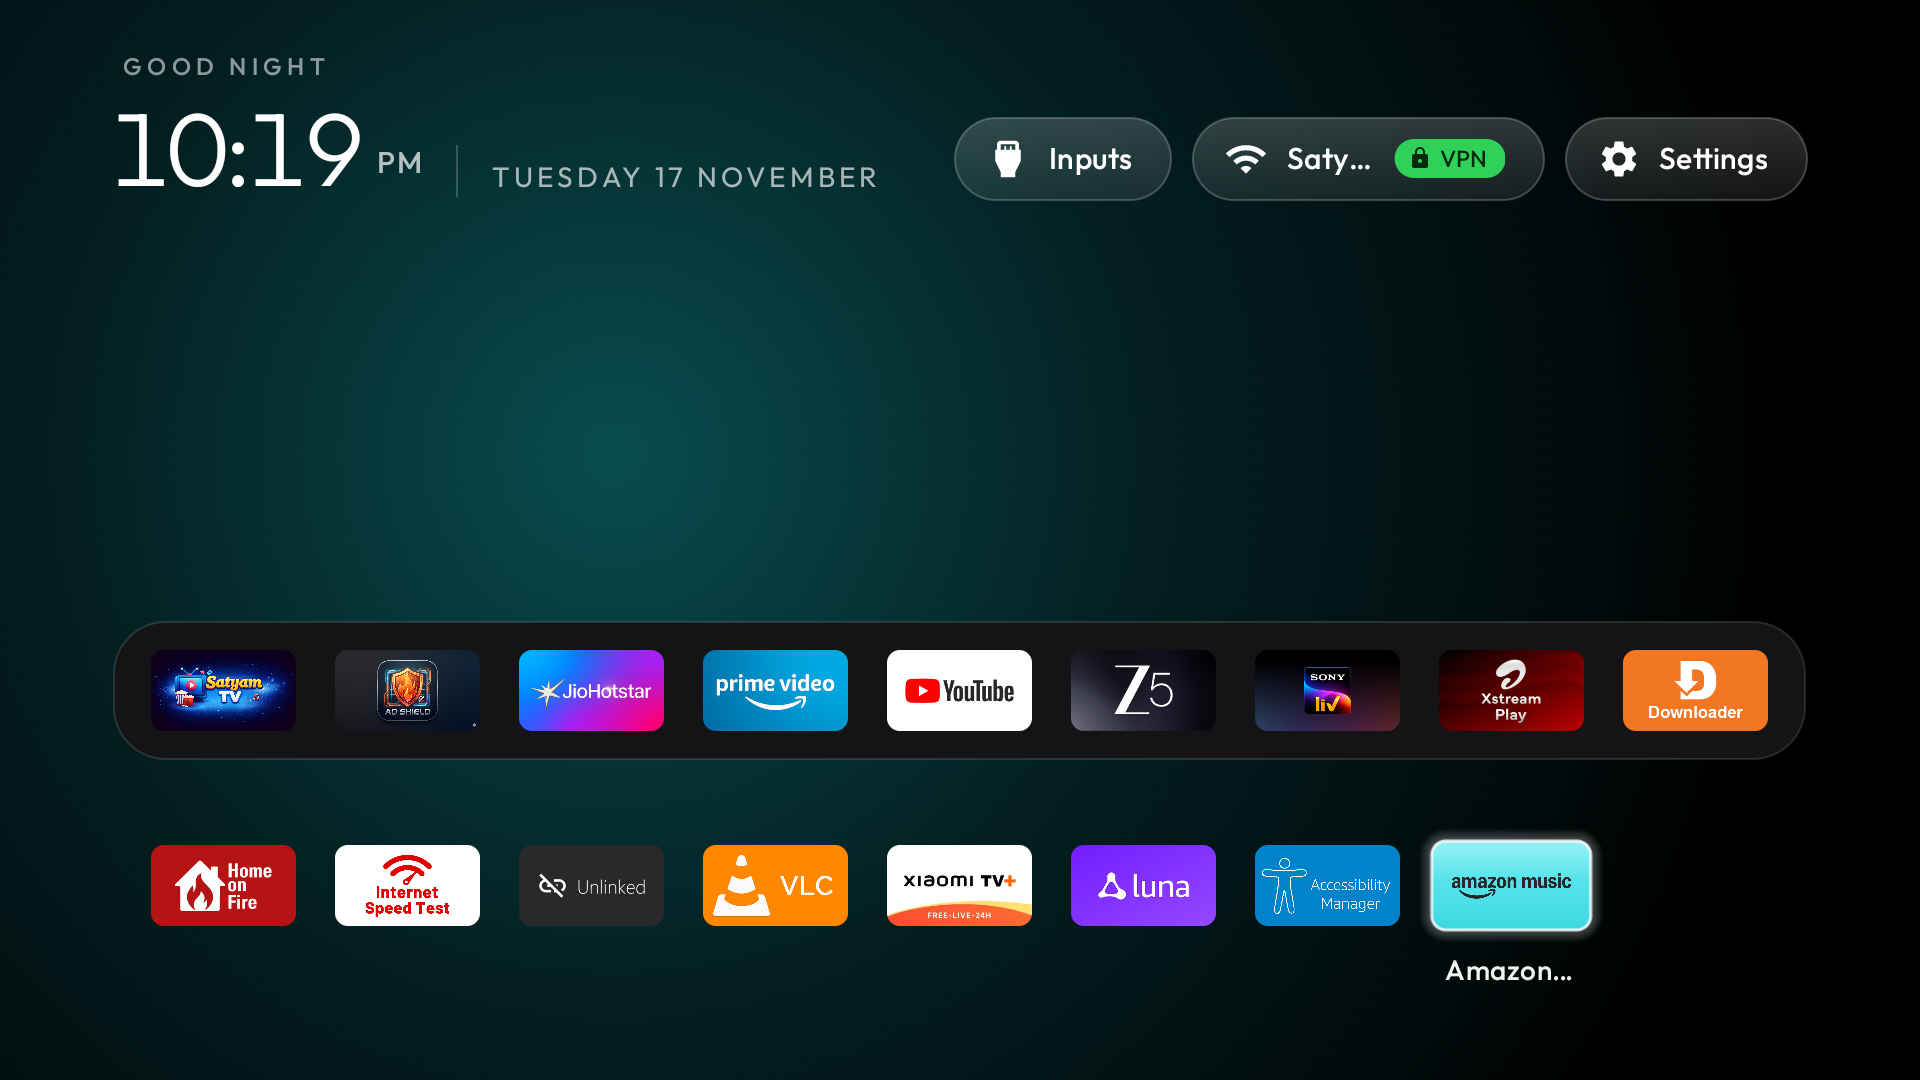 GOOD NIGHT
10:19 PM
TUESDAY 17 NOVEMBER
Inputs
Saty...
VPN
Settings
Satyam
TV
AD SHIELD
JioHotstar
prime video
YouTube
Z5
SONY
liv
Xstream
Play
D
Downloader
Home
on
Fire
Internet
Speed Test
Unlinked
VLC
xiaomi TV+
FREE-LIVE-24H
luna
Accessibility
Manager
amazon music
Amazon...